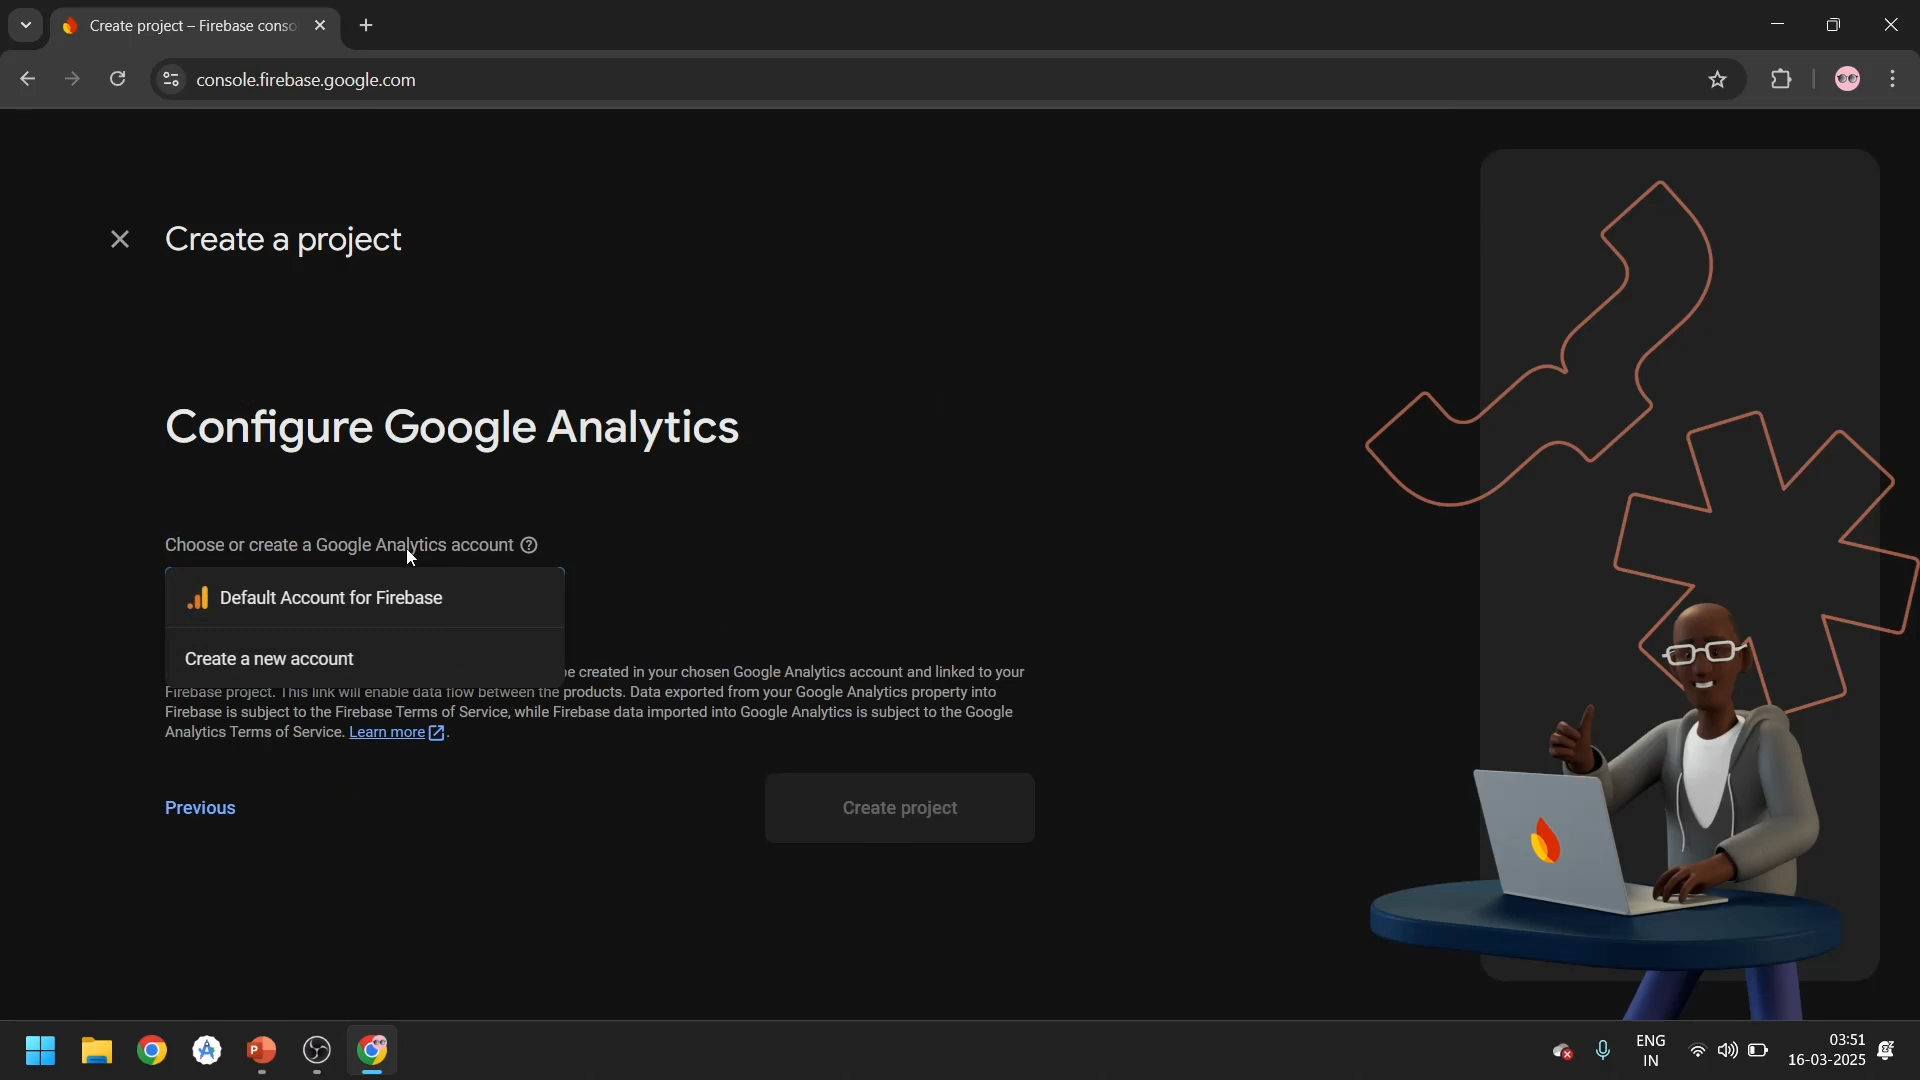 Create project – Firebase conso
console.firebase.google.com
Create a project
Configure Google Analytics
Choose or create a Google Analytics account
Default Account for Firebase
Create a new account
be created in your chosen Google Analytics account and linked to your
Firebase project. This link will enable data flow between the products. Data exported from your Google Analytics property into
Firebase is subject to the Firebase Terms of Service, while Firebase data imported into Google Analytics is subject to the Google
Analytics Terms of Service. Learn more.
Previous
Create project
ENG
IN
03:51
16-03-2025